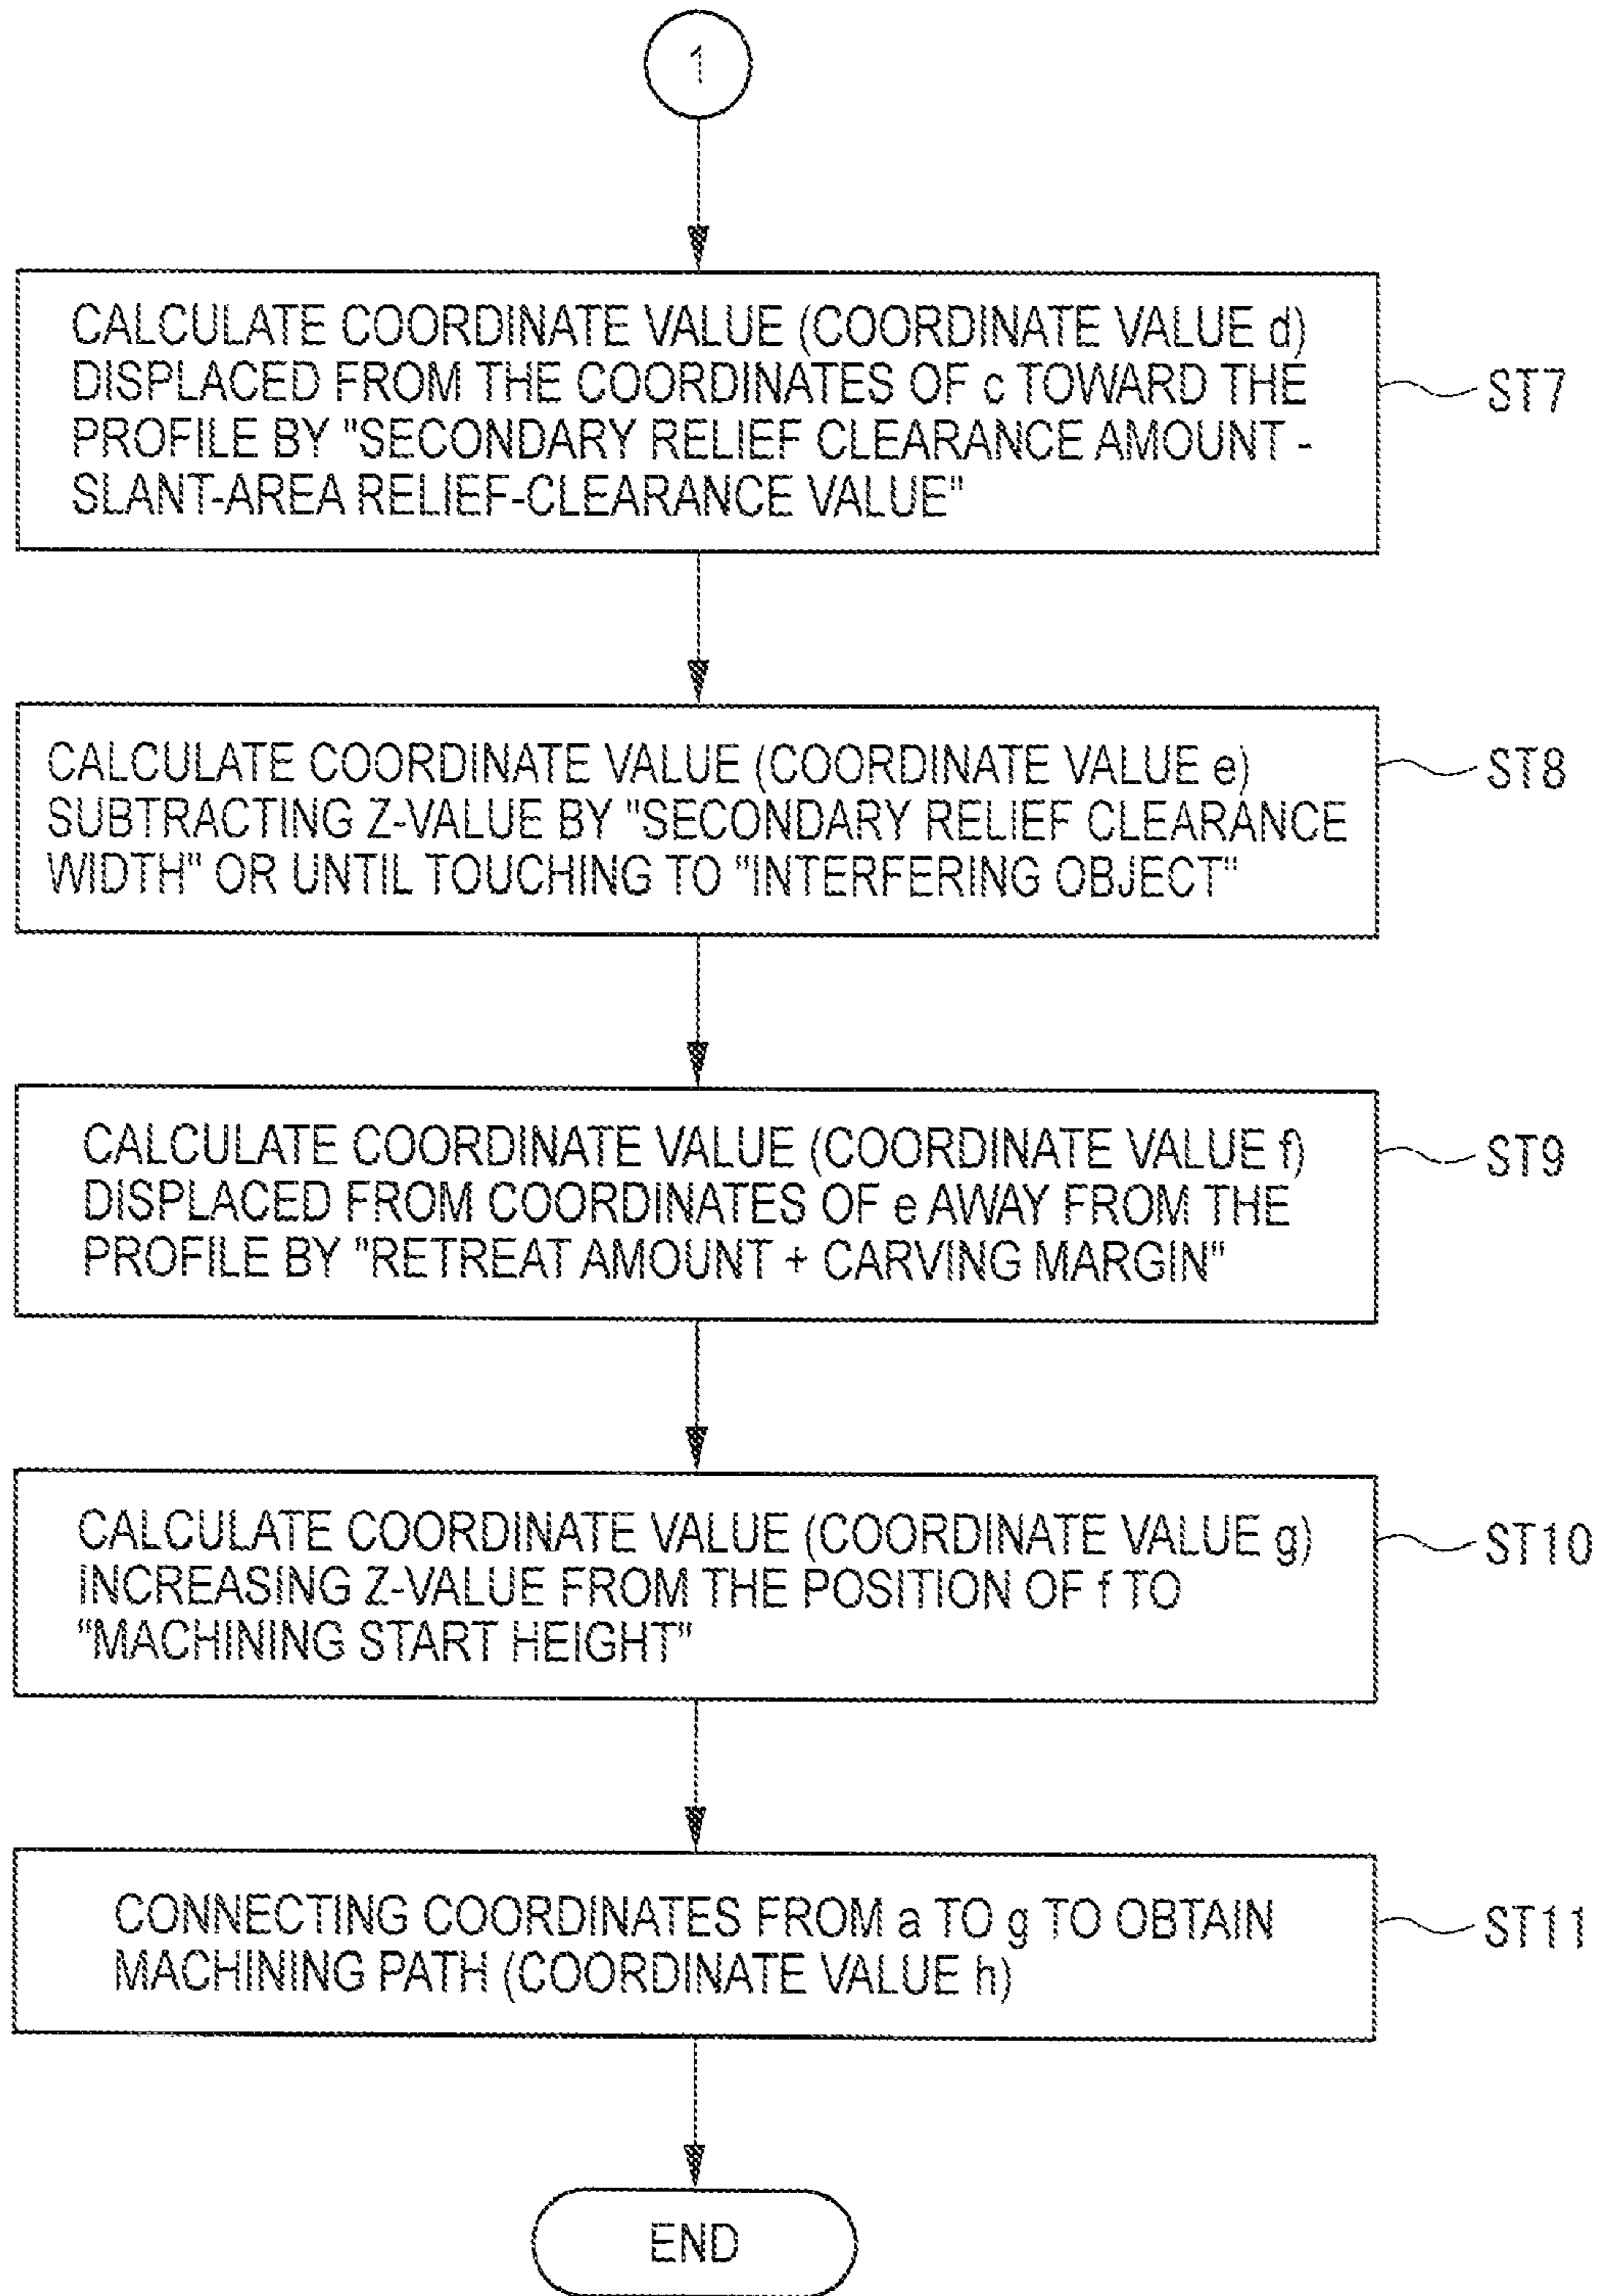 1
CALCULATE COORDINATE VALUE (COORDINATE VALUE d)
DISPLACED FROM THE COORDINATES OF c TOWARD THE
PROFILE BY "SECONDARY RELIEF CLEARANCE AMOUNT -
SLANT-AREA RELIEF-CLEARANCE VALUE"
ST7
CALCULATE COORDINATE VALUE (COORDINATE VALUE e)
SUBTRACTING Z-VALUE BY "SECONDARY RELIEF CLEARANCE
WIDTH" OR UNTIL TOUCHING TO "INTERFERING OBJECT"
ST8
CALCULATE COORDINATE VALUE (COORDINATE VALUE f)
DISPLACED FROM COORDINATES OF e AWAY FROM THE
PROFILE BY "RETREAT AMOUNT + CARVING MARGIN"
ST9
CALCULATE COORDINATE VALUE (COORDINATE VALUE g)
INCREASING Z-VALUE FROM THE POSITION OF f TO
"MACHINING START HEIGHT"
ST10
CONNECTING COORDINATES FROM a TO g TO OBTAIN
MACHINING PATH (COORDINATE VALUE h)
ST11
END